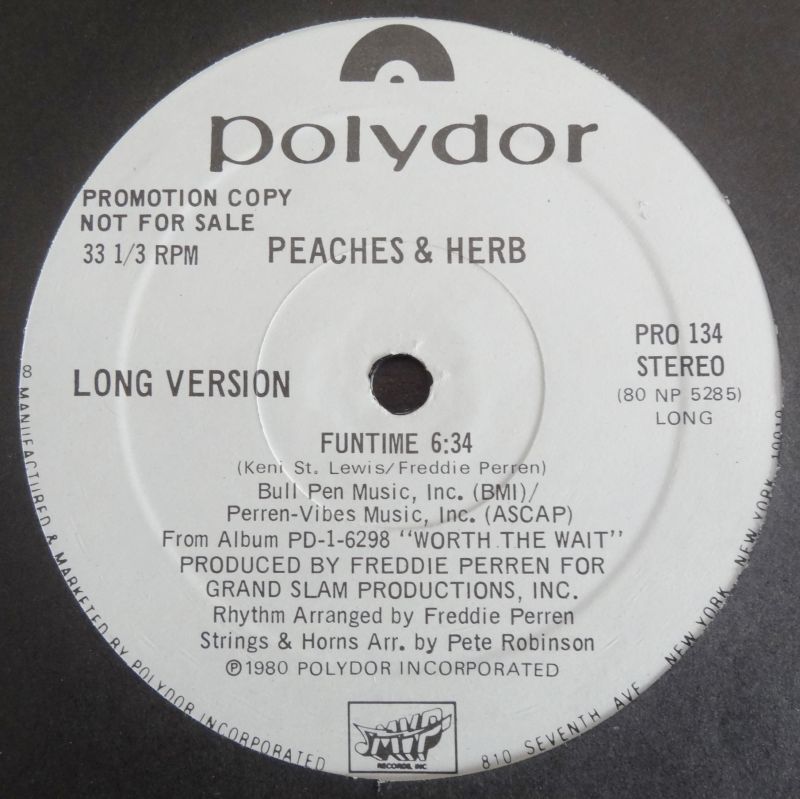 polydor
PROMOTION COPY
NOT FOR SALE
33 1/3 RPM
PEACHES & HERB
PRO 134
STEREO
(80 NP 5285)
LONG
LONG VERSION
FUNTIME 6:34
(Keni St. Lewis/Freddie Perren)
Bull Pen Music, Inc. (BMI)/
Perren-Vibes Music, Inc. (ASCAP)
From Album PD-1-6298 "WORTH THE WAIT"
PRODUCED BY FREDDIE PERREN FOR
GRAND SLAM PRODUCTIONS, INC.
Rhythm Arranged by Freddie Perren
Strings & Horns Arr. by Pete Robinson
℗1980 POLYDOR INCORPORATED
MANUFACTURED & MARKETED BY POLYDOR INCORPORATED 810 SEVENTH AVE. NEW YORK, NEW YORK 10019
MVP
RECORDS, INC